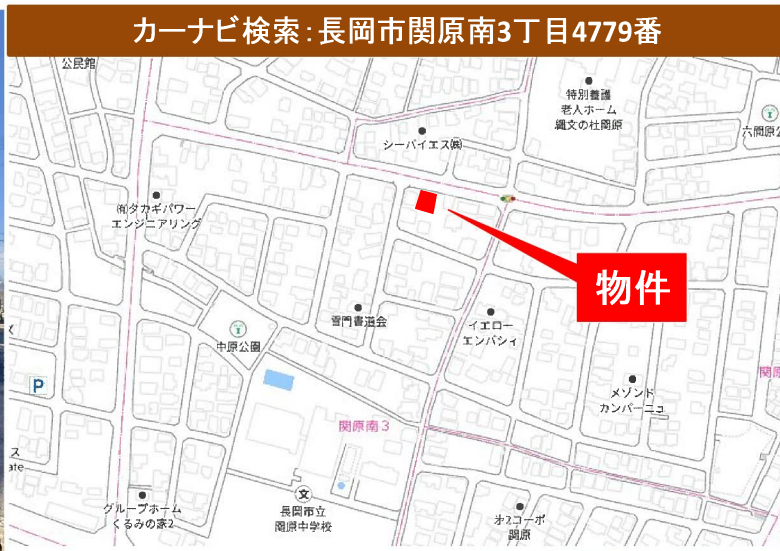 カーナビ検索：長岡市関原南3丁目4779番
公民館
特別養護
老人ホーム
縄文の杜関原
六間原公
シーバイエス㈱
㈲タカギパワー
エンジニアリング
物件
雪門書道会
イエロー
エンバシィ
中原公園
P
メゾンド
カンパーニュ
関原
関原南3
ス
ate
グループホーム
くるみの家2
文
長岡市立
関原中学校
オ2コーポ
関原